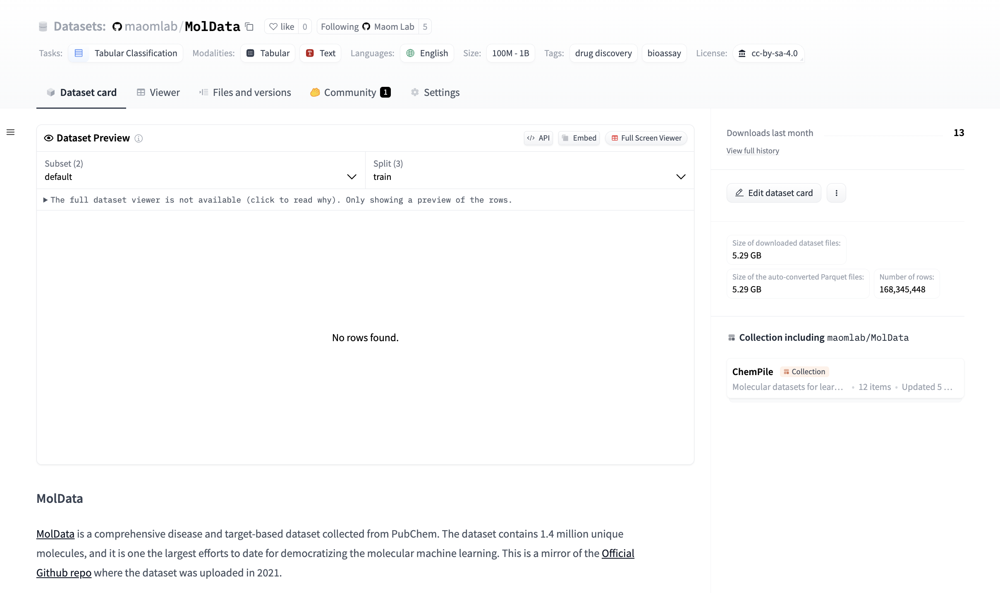 Datasets: maomlab/MolData like 0 Following Maom Lab 5
Tasks: Tabular Classification Modalities: Tabular Text Languages: English Size: 100M - 1B Tags: drug discovery bioassay License: cc-by-sa-4.0
Dataset card Viewer Files and versions Community 1 Settings
Dataset Preview API Embed Full Screen Viewer
Subset (2)
default
Split (3)
train
The full dataset viewer is not available (click to read why). Only showing a preview of the rows.
No rows found.
MolData
MolData is a comprehensive disease and target-based dataset collected from PubChem. The dataset contains 1.4 million unique
molecules, and it is one the largest efforts to date for democratizing the molecular machine learning. This is a mirror of the Official
Github repo where the dataset was uploaded in 2021.
Downloads last month 13
View full history
Edit dataset card
Size of downloaded dataset files:
5.29 GB
Size of the auto-converted Parquet files:
5.29 GB
Number of rows:
168,345,448
Collection including maomlab/MolData
ChemPile Collection
Molecular datasets for lear... • 12 items • Updated 5 ...